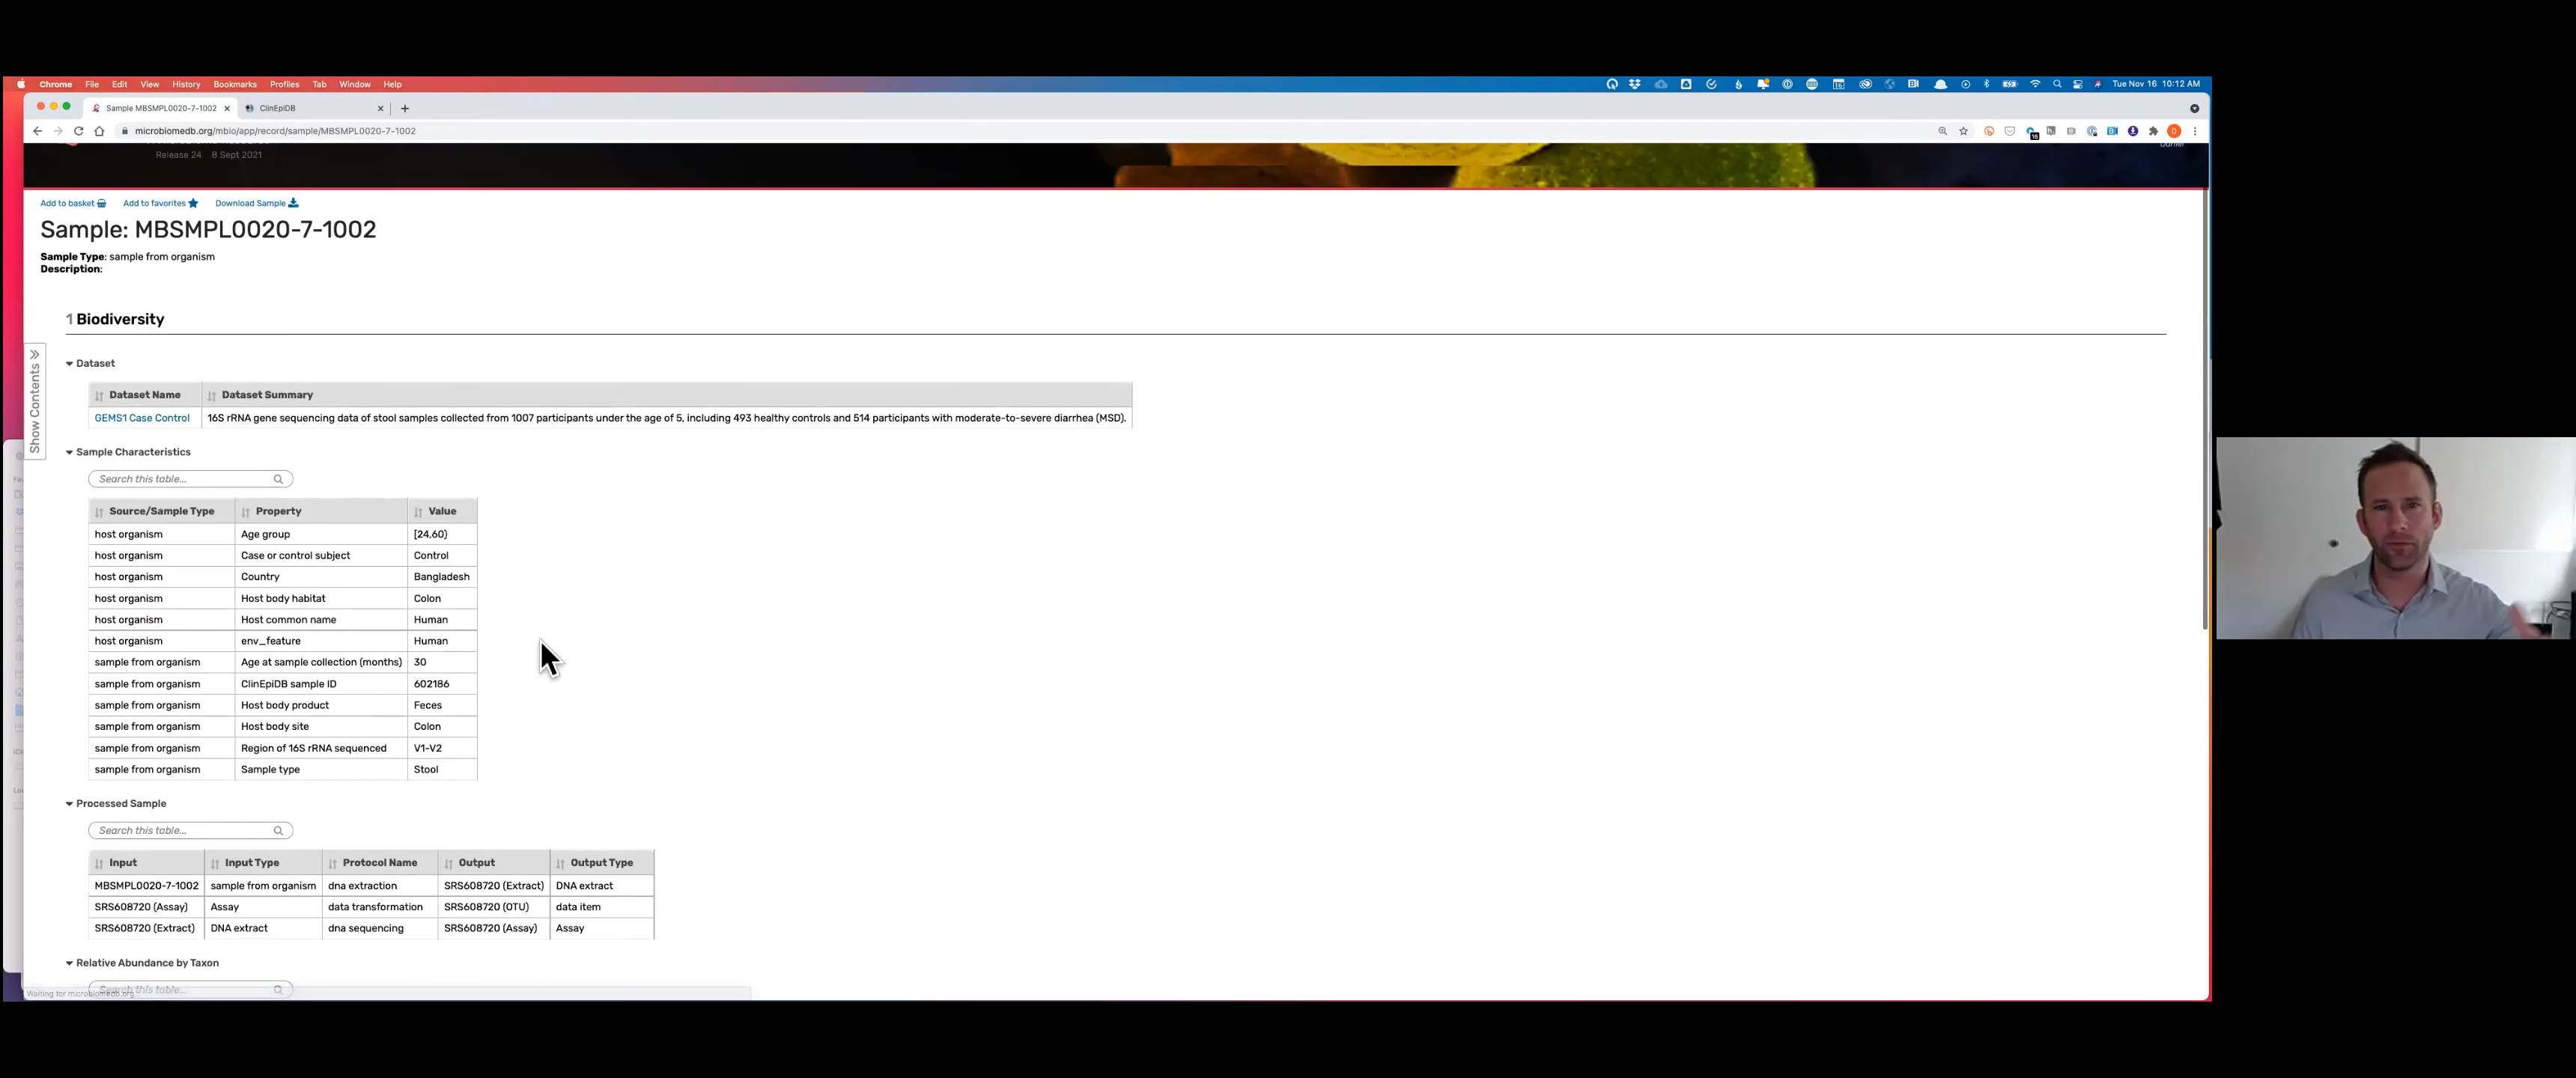 Chrome File Edit View History Bookmarks Profiles Tab Window Help
Tue Nov 16 10:12 AM
Sample MBSMPL0020-7-1002
ClinEpiDB
microbiomedb.org/mbio/app/record/sample/MBSMPL0020-7-1002
Release 24 8 Sept 2021
Daniel
Add to basket Add to favorites Download Sample
Sample: MBSMPL0020-7-1002
Sample Type: sample from organism
Description:
Show Contents
1 Biodiversity
Dataset
Dataset Name Dataset Summary
GEMS1 Case Control 16S rRNA gene sequencing data of stool samples collected from 1007 participants under the age of 5, including 493 healthy controls and 514 participants with moderate-to-severe diarrhea (MSD).
Sample Characteristics
Search this table...
Source/Sample Type Property Value
host organism Age group [24,60)
host organism Case or control subject Control
host organism Country Bangladesh
host organism Host body habitat Colon
host organism Host common name Human
host organism env_feature Human
sample from organism Age at sample collection (months) 30
sample from organism ClinEpiDB sample ID 602186
sample from organism Host body product Feces
sample from organism Host body site Colon
sample from organism Region of 16S rRNA sequenced V1-V2
sample from organism Sample type Stool
Processed Sample
Search this table...
Input Input Type Protocol Name Output Output Type
MBSMPL0020-7-1002 sample from organism dna extraction SRS608720 (Extract) DNA extract
SRS608720 (Assay) Assay data transformation SRS608720 (OTU) data item
SRS608720 (Extract) DNA extract dna sequencing SRS608720 (Assay) Assay
Relative Abundance by Taxon
Search this table...
Waiting for microbiomedb.org...